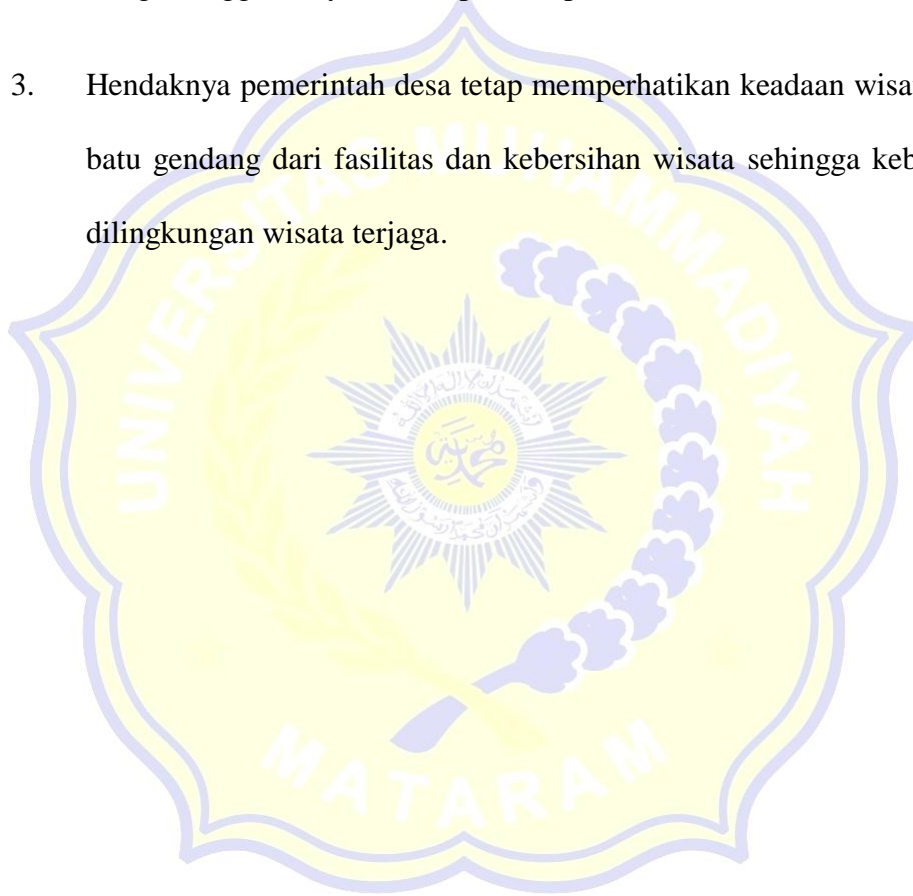 3. Hendaknya pemerintah desa tetap memperhatikan keadaan wisa
batu gendang dari fasilitas dan kebersihan wisata sehingga keb
dilingkungan wisata terjaga.
UNIVERSITAS MUHAMMADIYAH
MATARAM